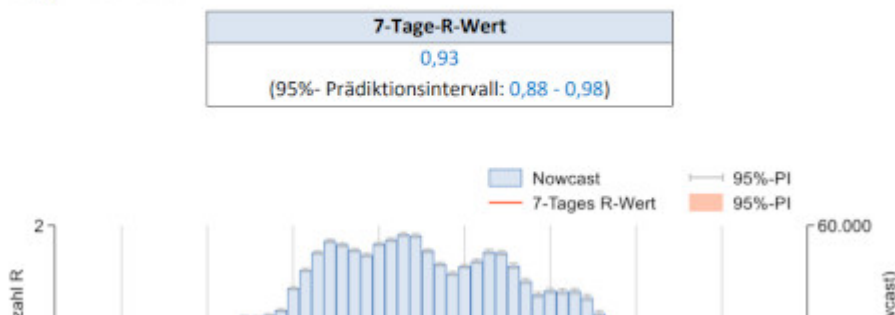 7-Tage-R-Wert
0,93
(95%- Prädiktionsintervall: 0,88 - 0,98)
Nowcast
95%-PI
7-Tages R-Wert
95%-PI
2
60.000